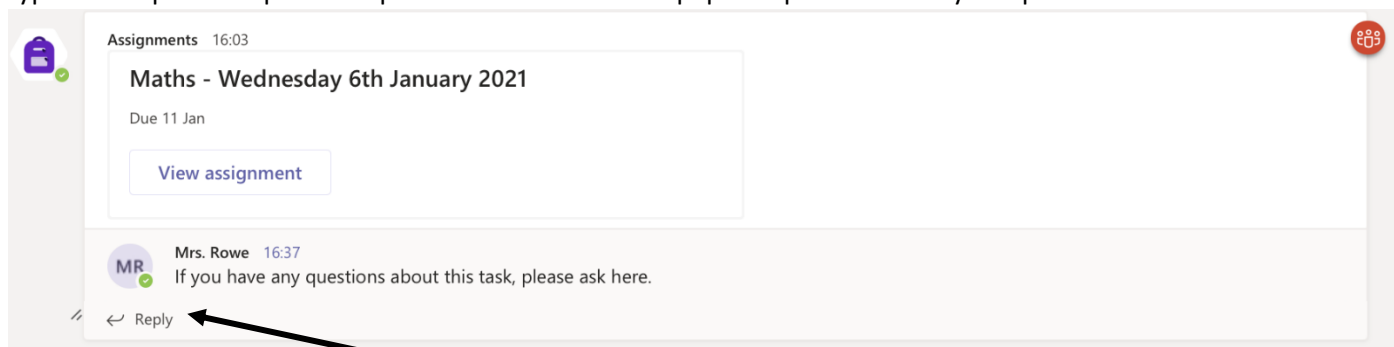 Assignments 16:03
Maths - Wednesday 6th January 2021
Due 11 Jan
View assignment
MR
Mrs. Rowe 16:37
If you have any questions about this task, please ask here.
Reply